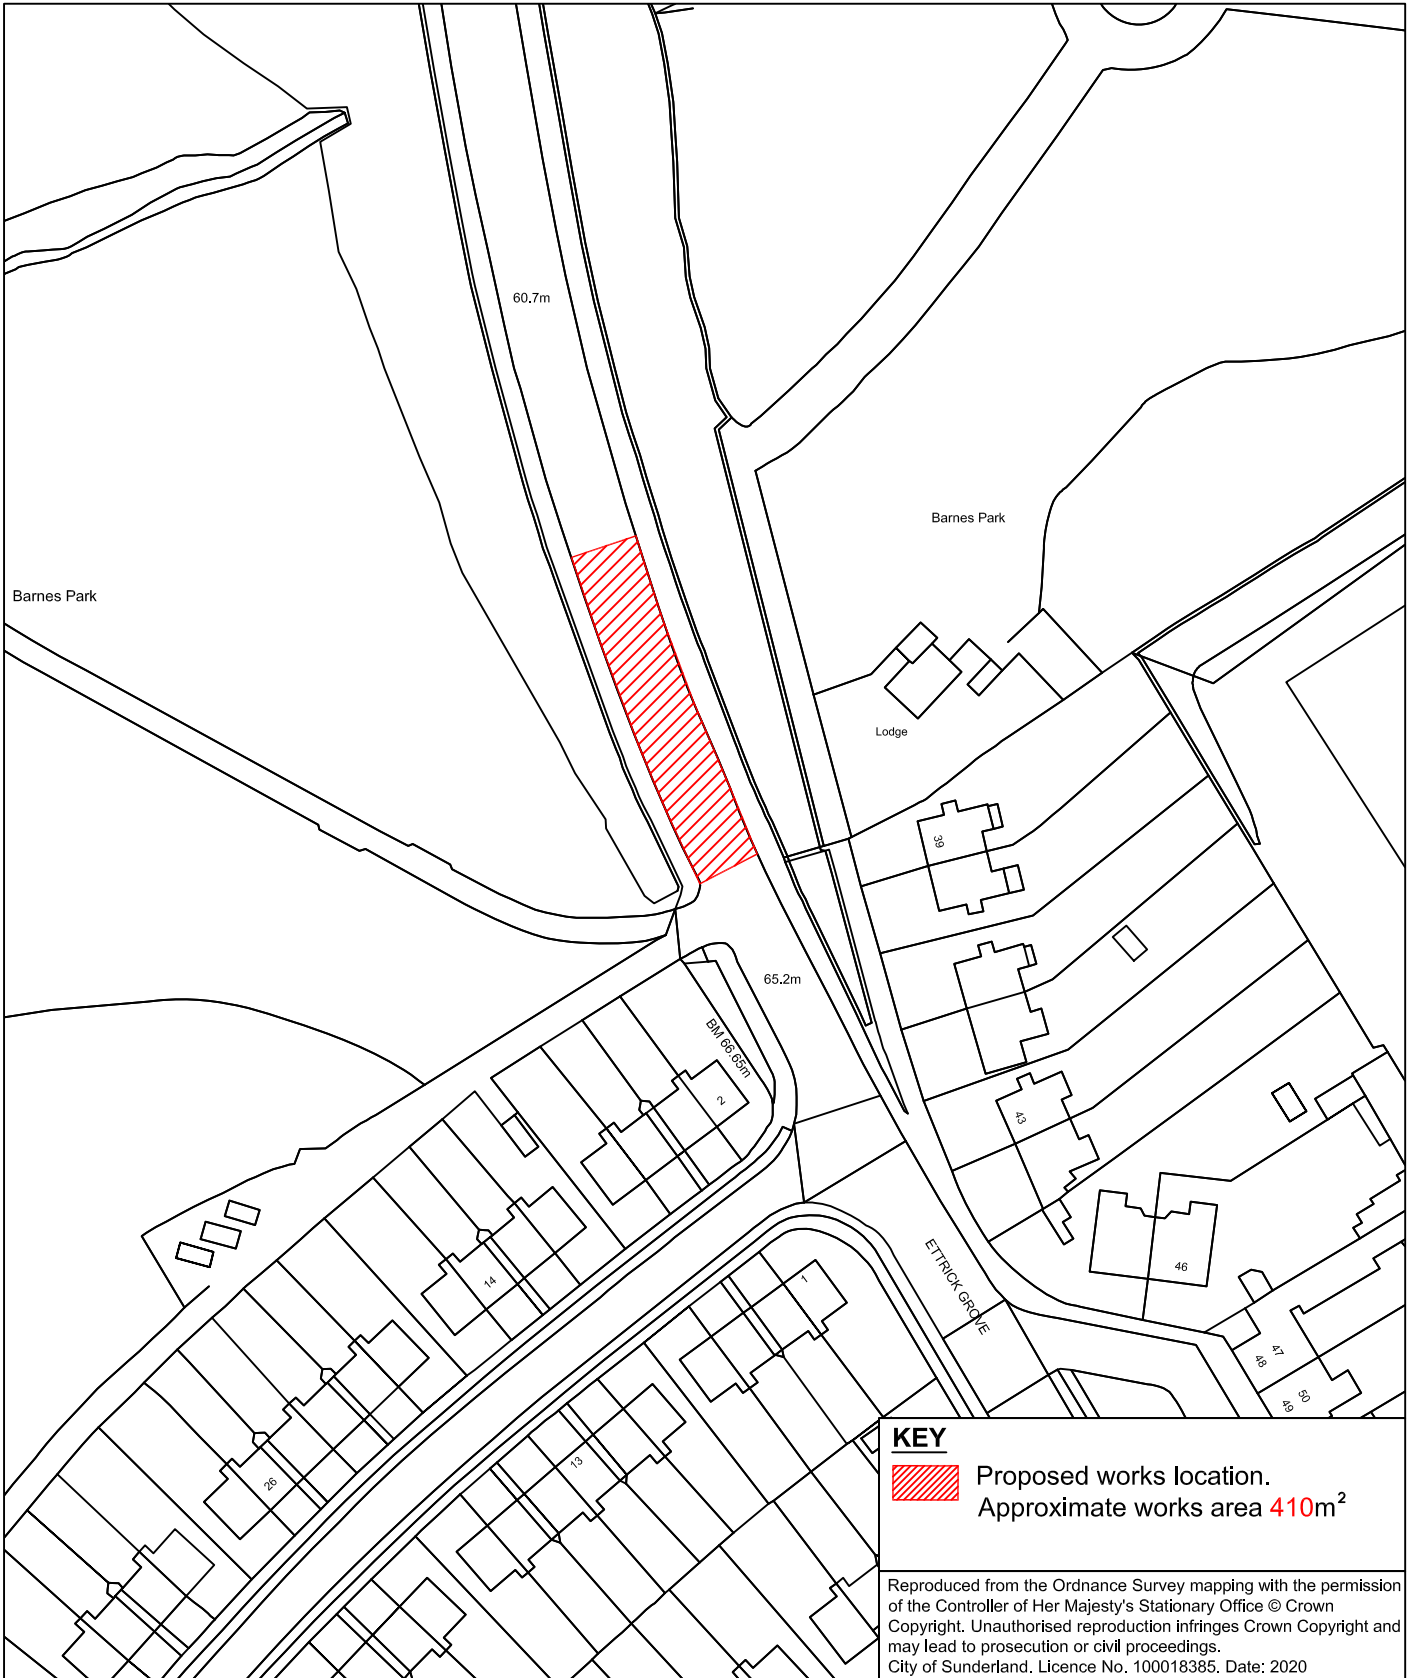 60.7m
Barnes Park
Barnes Park
Lodge
39
65.2m
BM 66.65m
2
43
ETTRICK GROVE
46
14
1
47
48
50
49
13
26
KEY
Proposed works location.
Approximate works area 410m²
Reproduced from the Ordnance Survey mapping with the permission
of the Controller of Her Majesty's Stationary Office © Crown
Copyright. Unauthorised reproduction infringes Crown Copyright and
may lead to prosecution or civil proceedings.
City of Sunderland. Licence No. 100018385. Date: 2020